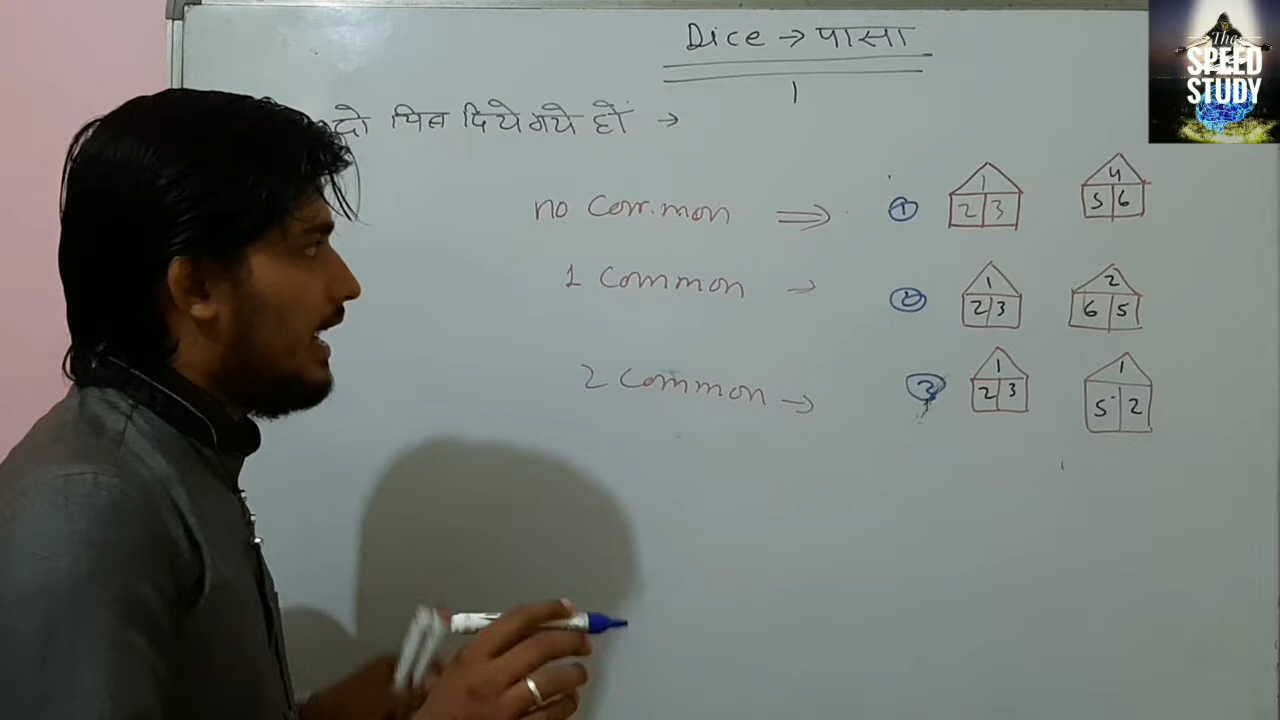 Dice → पासा
1
The
SPEED
STUDY
दो चित्र दिये गये हों →
no Common ⇒ ① 1 2 3 4 5 6
1 Common → ② 1 2 3 2 6 5
2 Common → ③ 1 2 3 1 5 2